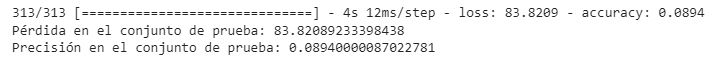 313/313 [==============================] - 4s 12ms/step - loss: 83.8209 - accuracy: 0.0894
Pérdida en el conjunto de prueba: 83.82089233398438
Precisión en el conjunto de prueba: 0.08940000087022781